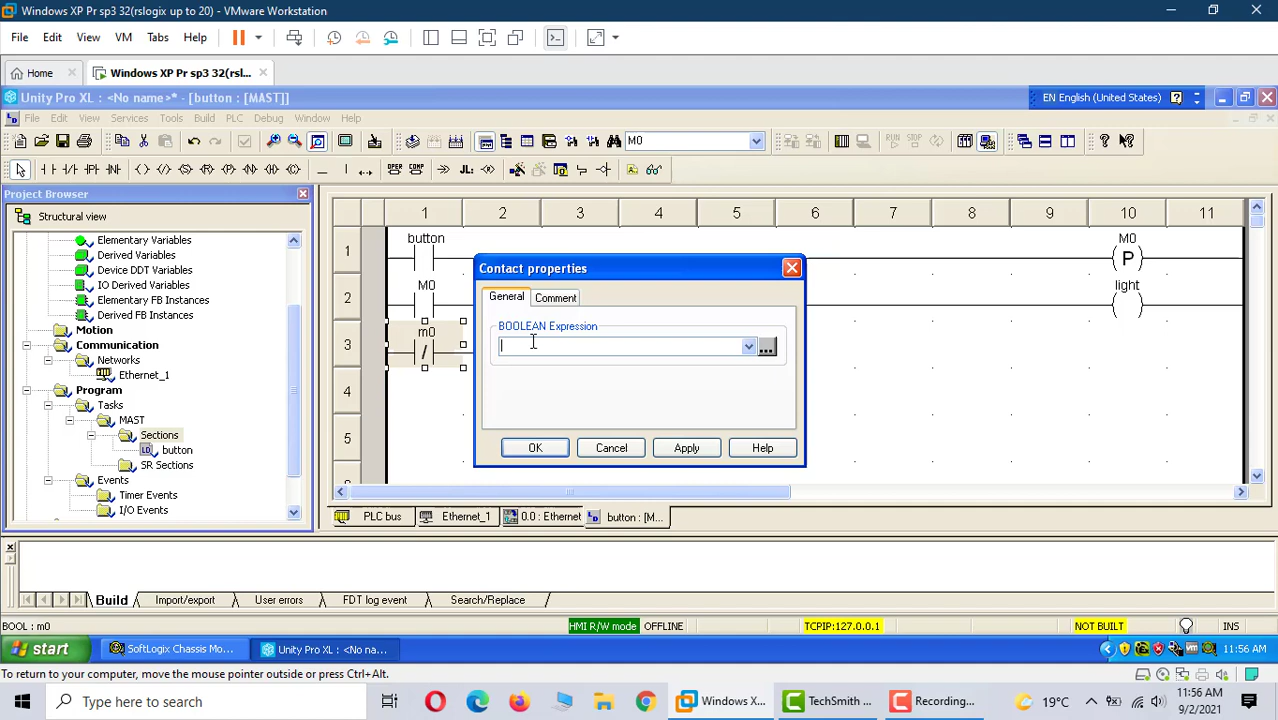 Windows XP Pr sp3 32(rslogix up to 20) - VMware Workstation
File Edit View VM Tabs Help
Home
Windows XP Pr sp3 32(rsl...
Unity Pro XL : <No name>* - [button : [MAST]]
EN English (United States)
File Edit View Services Tools Build PLC Debug Window Help
M0
Project Browser
Structural view
Elementary Variables
Derived Variables
Device DDT Variables
IO Derived Variables
Elementary FB Instances
Derived FB Instances
Motion
Communication
Networks
Ethernet_1
Program
Tasks
MAST
Sections
button
SR Sections
Events
Timer Events
I/O Events
1 2 3 4 5 6 7 8 9 10 11
1 button M0
P
2 M0 light
3 m0
4
5
Contact properties
General Comment
BOOLEAN Expression
OK Cancel Apply Help
PLC bus Ethernet_1 0.0 : Ethernet button : [M...
Build Import/export User errors FDT log event Search/Replace
BOOL : m0 HMI R/W mode OFFLINE TCPIP:127.0.0.1 NOT BUILT INS
start SoftLogix Chassis Mo... Unity Pro XL : <No na... 11:56 AM
To return to your computer, move the mouse pointer outside or press Ctrl+Alt.
Type here to search Windows X... TechSmith ... Recording... 19°C 11:56 AM
9/2/2021